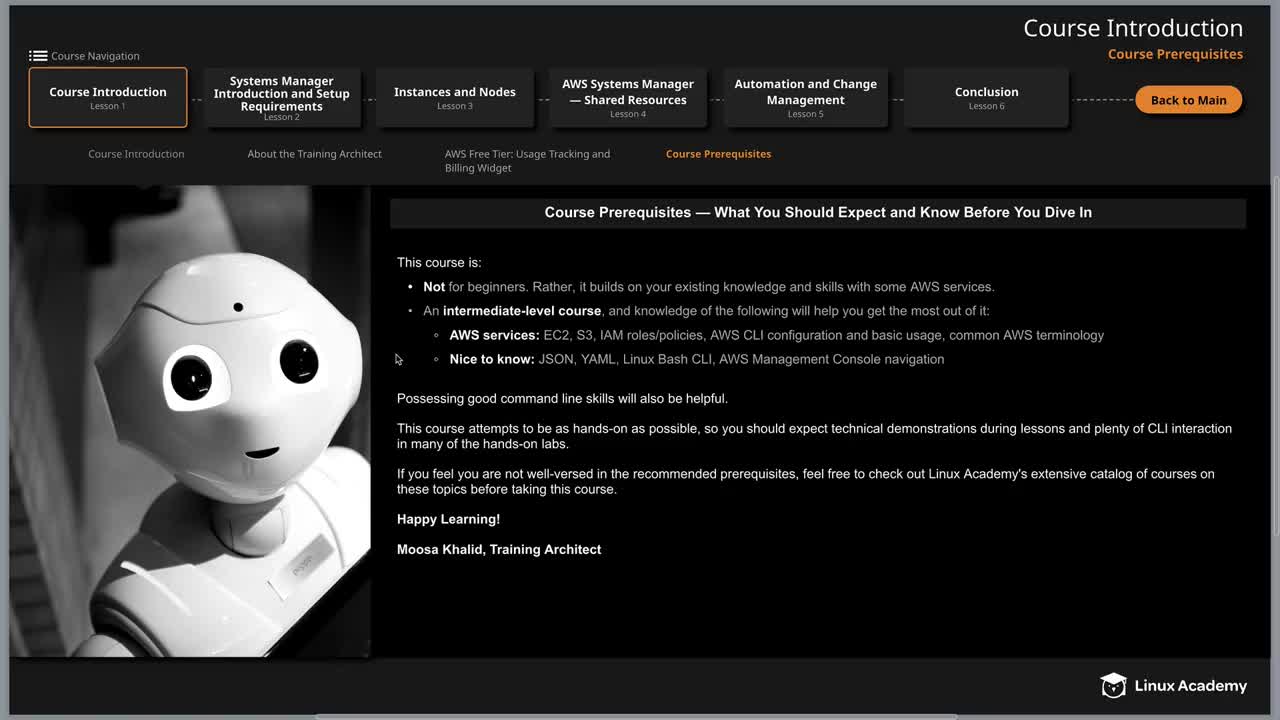 Course Introduction
Course Prerequisites
Course Navigation
Course Introduction
Lesson 1
Systems Manager
Introduction and Setup
Requirements
Lesson 2
Instances and Nodes
Lesson 3
AWS Systems Manager
— Shared Resources
Lesson 4
Automation and Change
Management
Lesson 5
Conclusion
Lesson 6
Back to Main
Course Introduction
About the Training Architect
AWS Free Tier: Usage Tracking and
Billing Widget
Course Prerequisites
Course Prerequisites — What You Should Expect and Know Before You Dive In
This course is:
• Not for beginners. Rather, it builds on your existing knowledge and skills with some AWS services.
• An intermediate-level course, and knowledge of the following will help you get the most out of it:
◦ AWS services: EC2, S3, IAM roles/policies, AWS CLI configuration and basic usage, common AWS terminology
◦ Nice to know: JSON, YAML, Linux Bash CLI, AWS Management Console navigation
Possessing good command line skills will also be helpful.
This course attempts to be as hands-on as possible, so you should expect technical demonstrations during lessons and plenty of CLI interaction
in many of the hands-on labs.
If you feel you are not well-versed in the recommended prerequisites, feel free to check out Linux Academy's extensive catalog of courses on
these topics before taking this course.
Happy Learning!
Moosa Khalid, Training Architect
Linux Academy